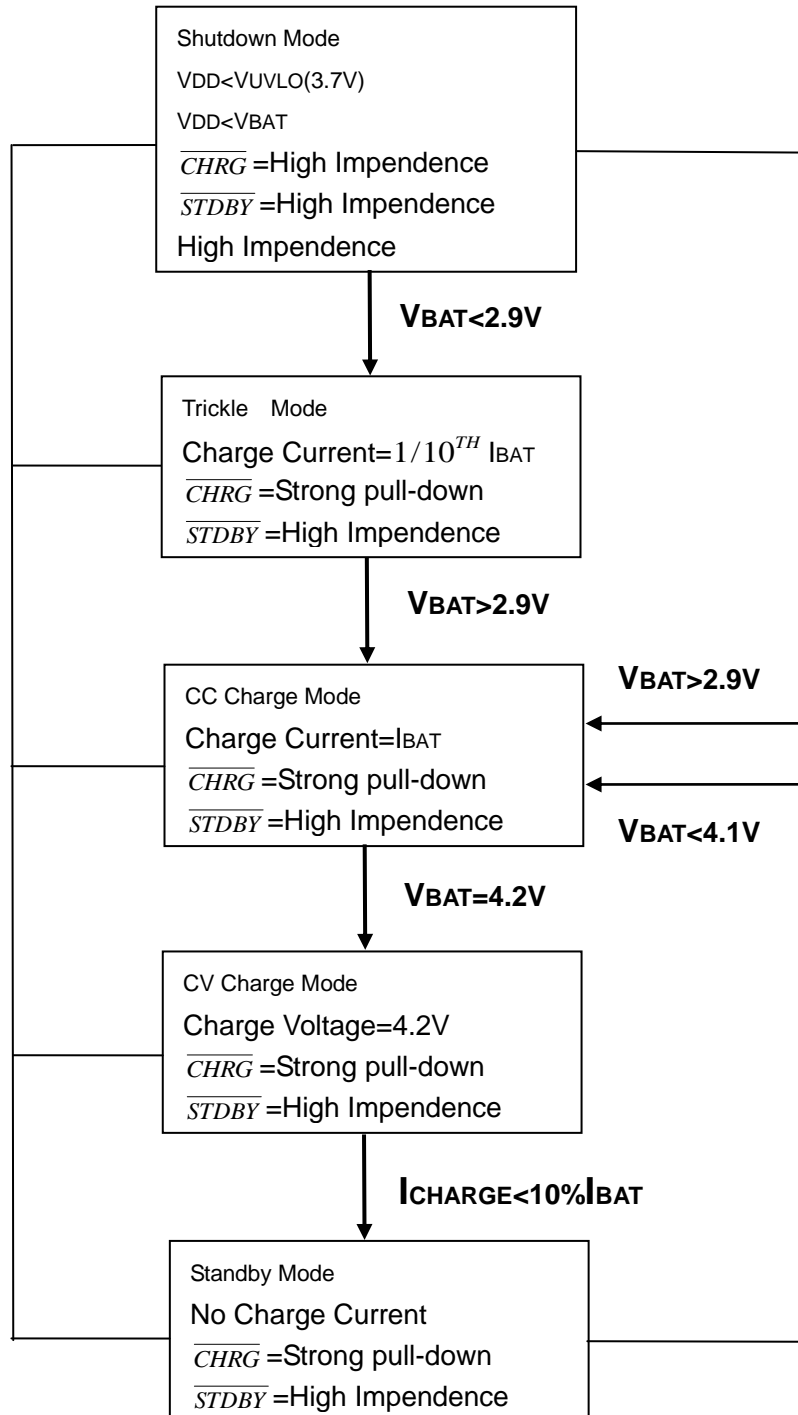 Shutdown Mode
VDD<VUVLO(3.7V)
VDD<VBAT
CHRG =High Impendence
STDBY =High Impendence
High Impendence
VBAT<2.9V
Trickle Mode
Charge Current=1/10^TH IBAT
CHRG =Strong pull-down
STDBY =High Impendence
VBAT>2.9V
CC Charge Mode
Charge Current=IBAT
CHRG =Strong pull-down
STDBY =High Impendence
VBAT>2.9V
VBAT<4.1V
VBAT=4.2V
CV Charge Mode
Charge Voltage=4.2V
CHRG =Strong pull-down
STDBY =High Impendence
ICHARGE<10%IBAT
Standby Mode
No Charge Current
CHRG =Strong pull-down
STDBY =High Impendence